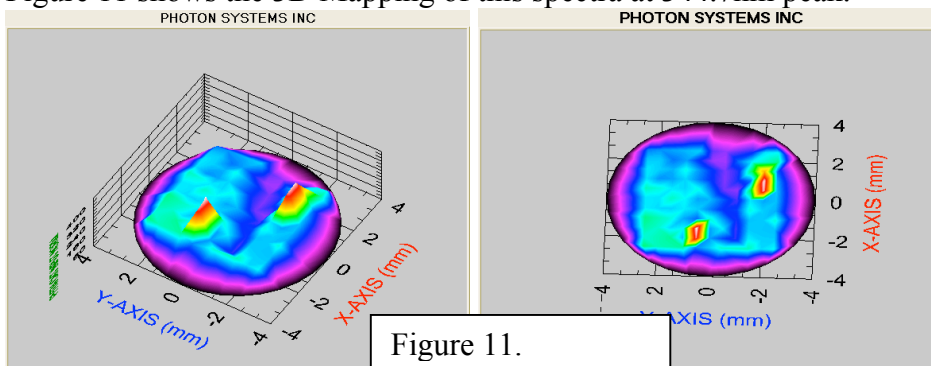 Figure 11 shows the 3D Mapping of this spectra at 544.7nm peak.
PHOTON SYSTEMS INC
4
2
0
-2
-4
X-AXIS (mm)
4
2
0
-2
-4
Y-AXIS (mm)
PHOTON SYSTEMS INC
4
2
0
-2
-4
X-AXIS (mm)
-4
2
0
-2
-4
AXIS (mm)
Figure 11.